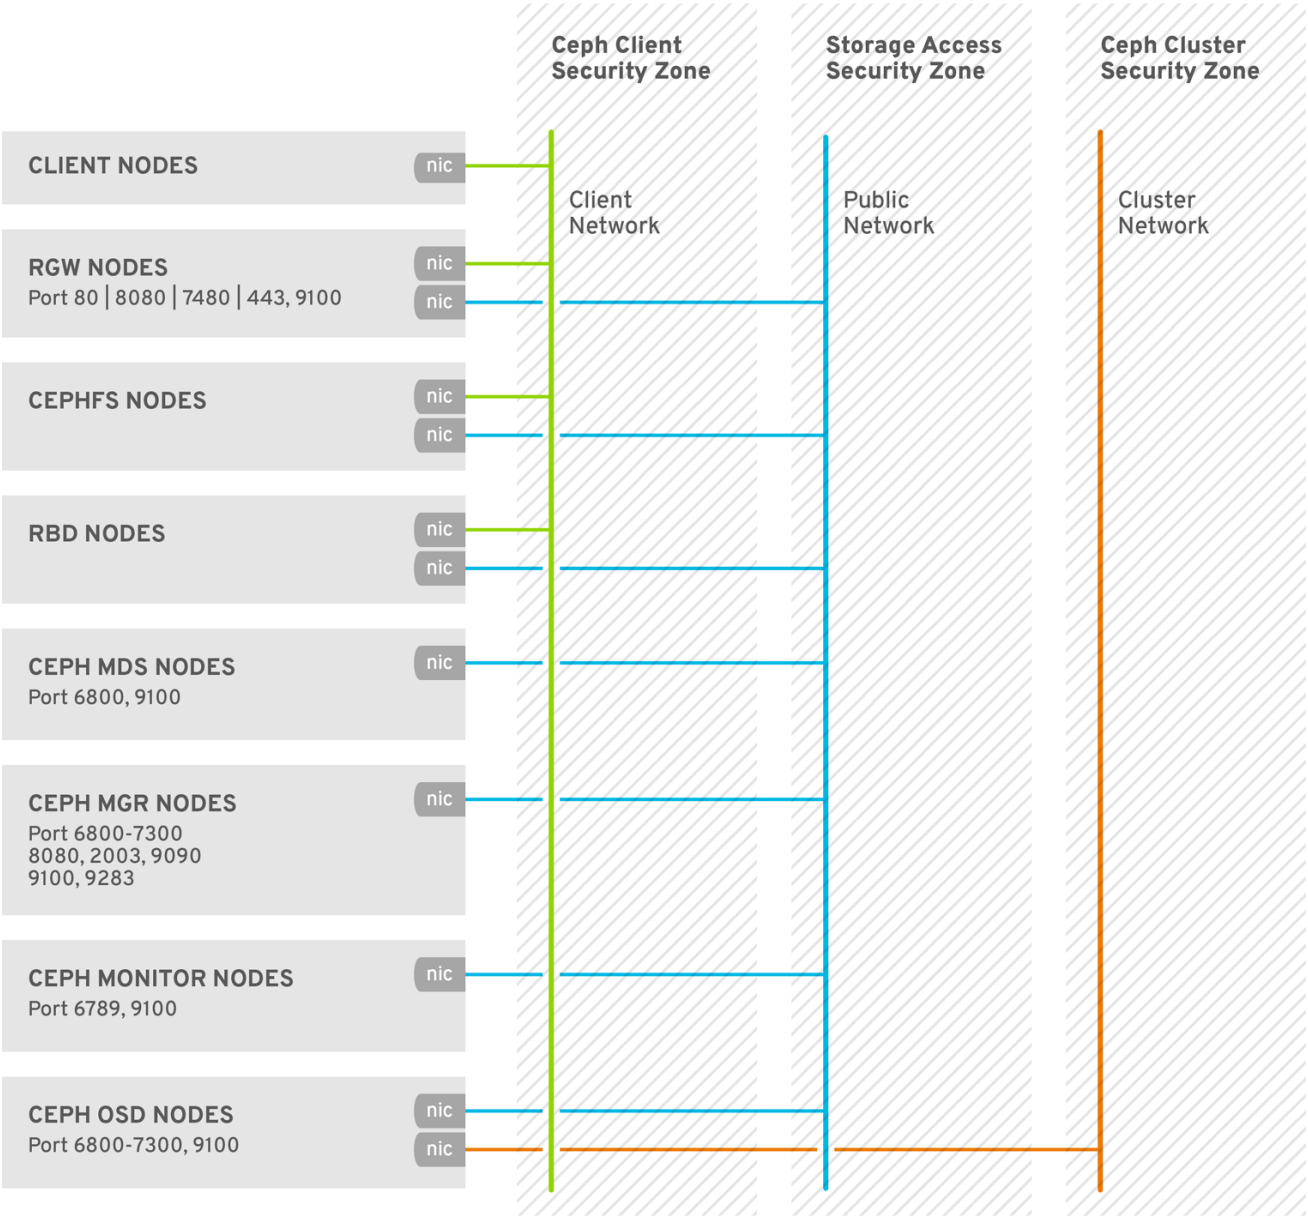 Ceph Client
Security Zone
Storage Access
Security Zone
Ceph Cluster
Security Zone
CLIENT NODES
nic
Client
Network
Public
Network
Cluster
Network
RGW NODES
Port 80 | 8080 | 7480 | 443, 9100
nic
nic
CEPHFS NODES
nic
nic
RBD NODES
nic
nic
CEPH MDS NODES
Port 6800, 9100
nic
CEPH MGR NODES
Port 6800-7300
8080, 2003, 9090
9100, 9283
nic
CEPH MONITOR NODES
Port 6789, 9100
nic
CEPH OSD NODES
Port 6800-7300, 9100
nic
nic